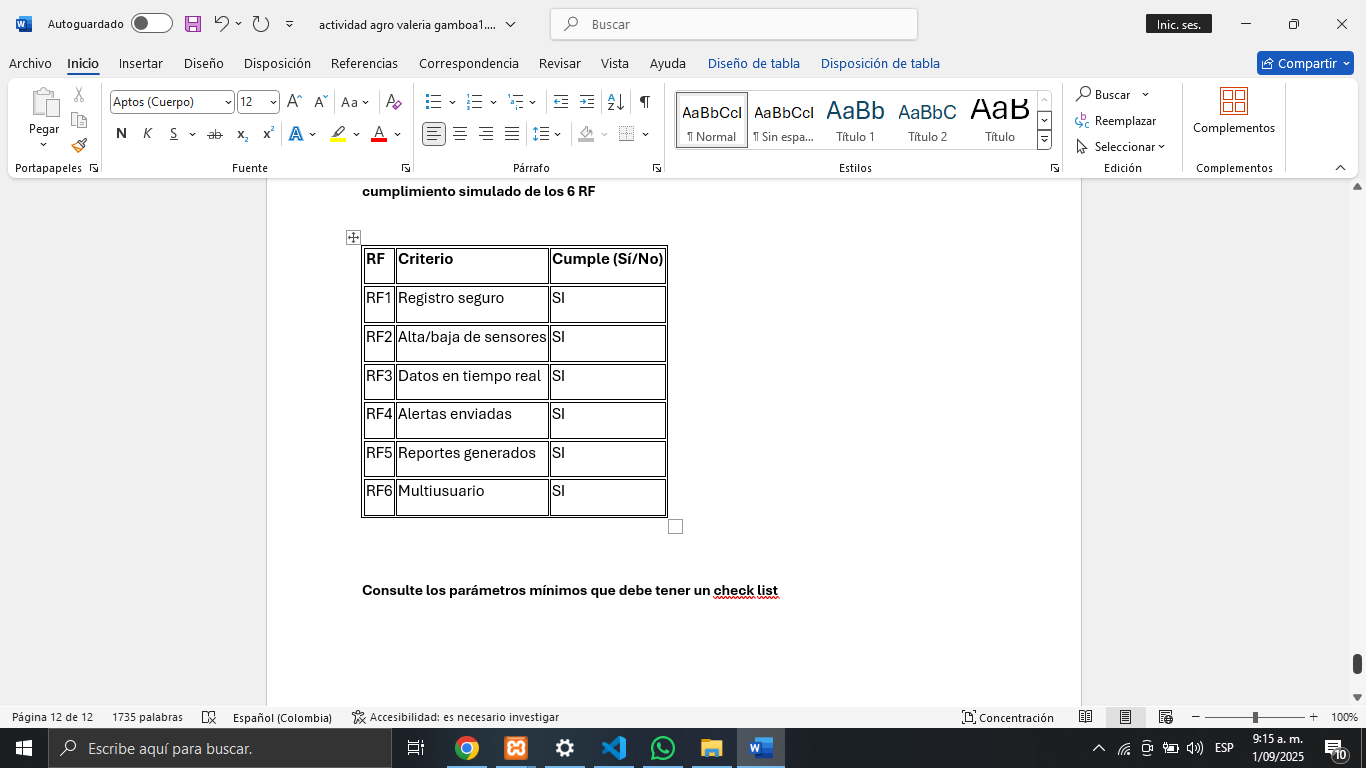 Autoguardado
actividad agro valeria gamboa1....
Buscar
Inic. ses.
Archivo Inicio Insertar Diseño Disposición Referencias Correspondencia Revisar Vista Ayuda Diseño de tabla Disposición de tabla Compartir
Pegar
Portapapeles
Aptos (Cuerpo) 12
Aa
N K S ab x₂ x² A A
Fuente
Párrafo
AaBbCcI AaBbCcI AaBb AaBbC AaB
¶ Normal ¶ Sin espa... Título 1 Título 2 Título
Estilos
Buscar
Reemplazar
Seleccionar
Edición
Complementos
Complementos
cumplimiento simulado de los 6 RF
RF Criterio Cumple (Sí/No)
RF1 Registro seguro SI
RF2 Alta/baja de sensores SI
RF3 Datos en tiempo real SI
RF4 Alertas enviadas SI
RF5 Reportes generados SI
RF6 Multiusuario SI
Consulte los parámetros mínimos que debe tener un check list
Página 12 de 12 1735 palabras Español (Colombia) Accesibilidad: es necesario investigar Concentración 100%
Escribe aquí para buscar.
ESP
9:15 a. m.
1/09/2025
10